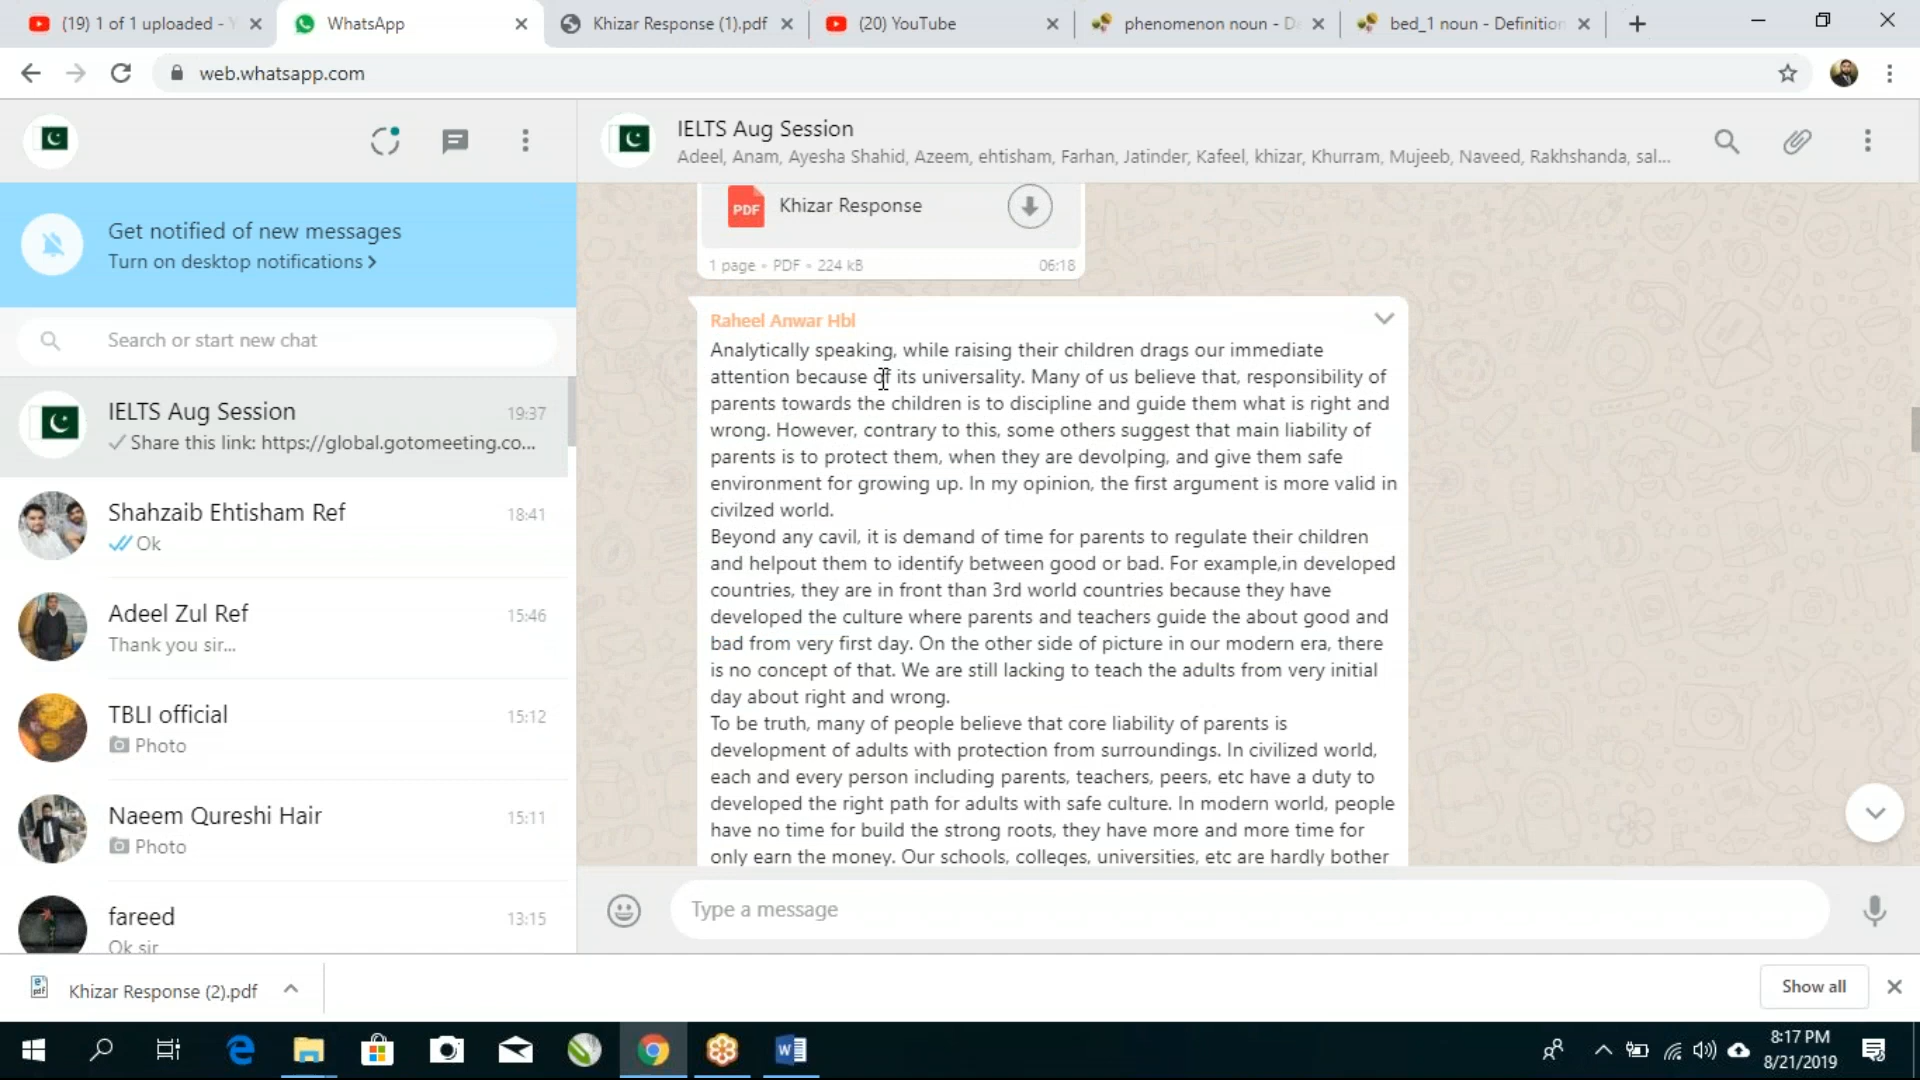 (19) 1 of 1 uploaded - Y
WhatsApp
Khizar Response (1).pdf
(20) YouTube
phenomenon noun - D
bed_1 noun - Definition
web.whatsapp.com
IELTS Aug Session
Adeel, Anam, Ayesha Shahid, Azeem, ehtisham, Farhan, Jatinder, Kafeel, khizar, Khurram, Mujeeb, Naveed, Rakhshanda, sal...
Get notified of new messages
Turn on desktop notifications >
Search or start new chat
IELTS Aug Session
19:37
Share this link: https://global.gotomeeting.co...
Shahzaib Ehtisham Ref
18:41
Ok
Adeel Zul Ref
15:46
Thank you sir...
TBLI official
15:12
Photo
Naeem Qureshi Hair
15:11
Photo
fareed
13:15
Ok sir
PDF
Khizar Response
1 page • PDF • 224 kB
06:18
Raheel Anwar Hbl
Analytically speaking, while raising their children drags our immediate
attention because of its universality. Many of us believe that, responsibility of
parents towards the children is to discipline and guide them what is right and
wrong. However, contrary to this, some others suggest that main liability of
parents is to protect them, when they are devolping, and give them safe
environment for growing up. In my opinion, the first argument is more valid in
civilzed world.
Beyond any cavil, it is demand of time for parents to regulate their children
and helpout them to identify between good or bad. For example,in developed
countries, they are in front than 3rd world countries because they have
developed the culture where parents and teachers guide the about good and
bad from very first day. On the other side of picture in our modern era, there
is no concept of that. We are still lacking to teach the adults from very initial
day about right and wrong.
To be truth, many of people believe that core liability of parents is
development of adults with protection from surroundings. In civilized world,
each and every person including parents, teachers, peers, etc have a duty to
developed the right path for adults with safe culture. In modern world, people
have no time for build the strong roots, they have more and more time for
only earn the money. Our schools, colleges, universities, etc are hardly bother
Type a message
Khizar Response (2).pdf
Show all
8:17 PM
8/21/2019